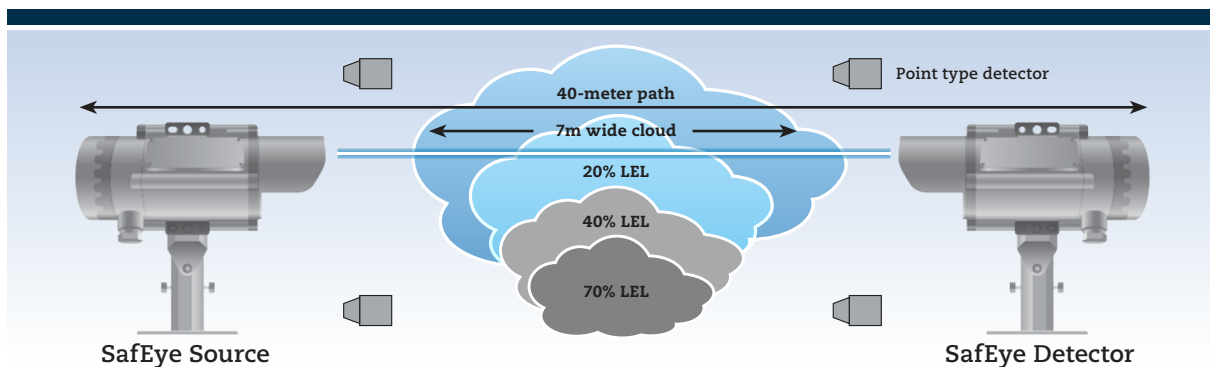 Point type detector
40-meter path
7m wide cloud
20% LEL
40% LEL
70% LEL
SafEye Source
SafEye Detector